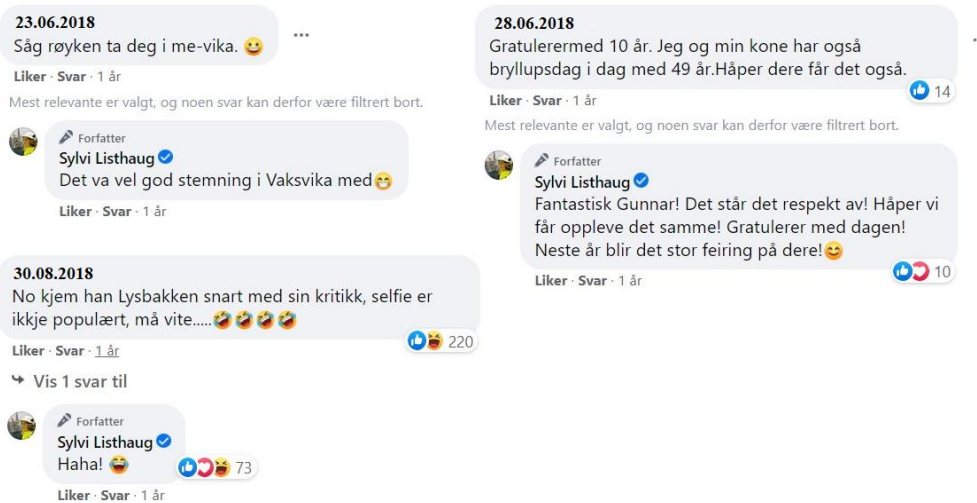 23.06.2018
Såg røyken ta deg i me-vika. 😀
Liker · Svar · 1 år
Mest relevante er valgt, og noen svar kan derfor være filtrert bort.
Forfatter
Sylvi Listhaug
Det va vel god stemning i Vaksvika med😁
Liker · Svar · 1 år
30.08.2018
No kjem han Lysbakken snart med sin kritikk, selfie er
ikkje populært, må vite.....🤣🤣🤣🤣
220
Liker · Svar · 1 år
Vis 1 svar til
Forfatter
Sylvi Listhaug
Haha! 😂
73
Liker · Svar · 1 år
28.06.2018
Gratulerermed 10 år. Jeg og min kone har også
bryllupsdag i dag med 49 år.Håper dere får det også.
14
Liker · Svar · 1 år
Mest relevante er valgt, og noen svar kan derfor være filtrert bort.
Forfatter
Sylvi Listhaug
Fantastisk Gunnar! Det står det respekt av! Håper vi
får oppleve det samme! Gratulerer med dagen!
Neste år blir det stor feiring på dere!😊
10
Liker · Svar · 1 år